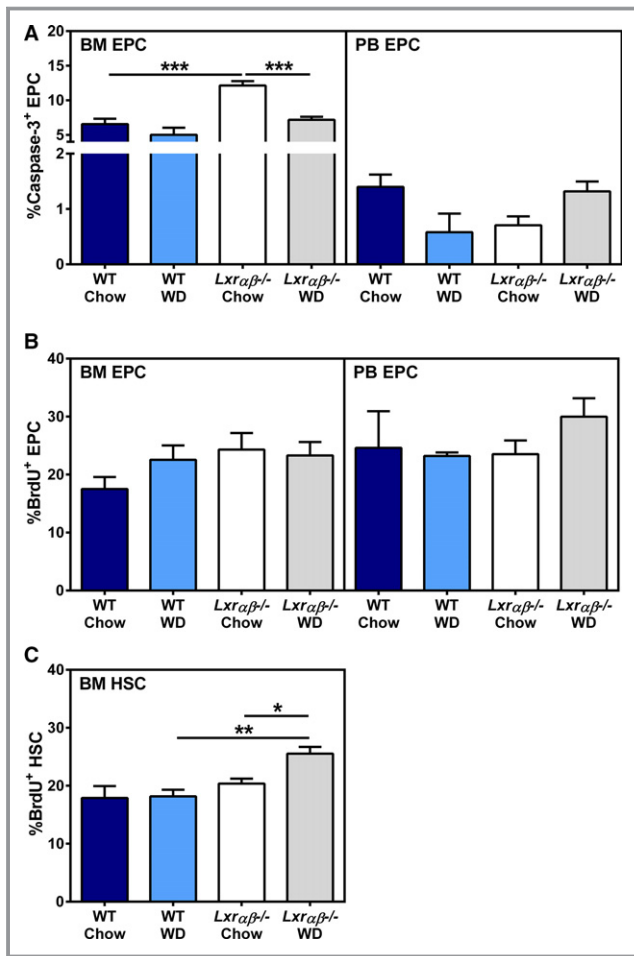 A
BM EPC
PB EPC
*** ***
%Caspase-3+ EPC
15
10
5
2
1
0
WT Chow
WT WD
Lxrαβ-/- Chow
Lxrαβ-/- WD
WT Chow
WT WD
Lxrαβ-/- Chow
Lxrαβ-/- WD
B
BM EPC
PB EPC
%BrdU+ EPC
40
30
20
10
0
WT Chow
WT WD
Lxrαβ-/- Chow
Lxrαβ-/- WD
WT Chow
WT WD
Lxrαβ-/- Chow
Lxrαβ-/- WD
C
BM HSC
*
**
%BrdU+ HSC
40
30
20
10
0
WT Chow
WT WD
Lxrαβ-/- Chow
Lxrαβ-/- WD